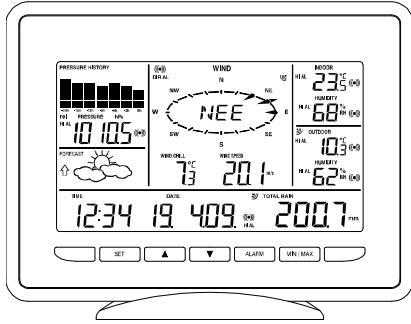 PRESSURE HISTORY
rel PRESSURE hPa
HI AL
1010.5
FORECAST
WIND
DIR AL
N
NW NE
W NEE E
SW SE
S
WIND CHILL WIND SPEED
7.3 °C 20.1 m/s
INDOOR
HI AL 23.5 °C
HUMIDITY
HI AL 68 % RH
OUTDOOR
HI AL 10.3 °C
HUMIDITY
HI AL 62 % RH
TIME DATE TOTAL RAIN
12:34 19. 4.09. HI AL 200.7 mm
SET ▲ ▼ ALARM MIN / MAX